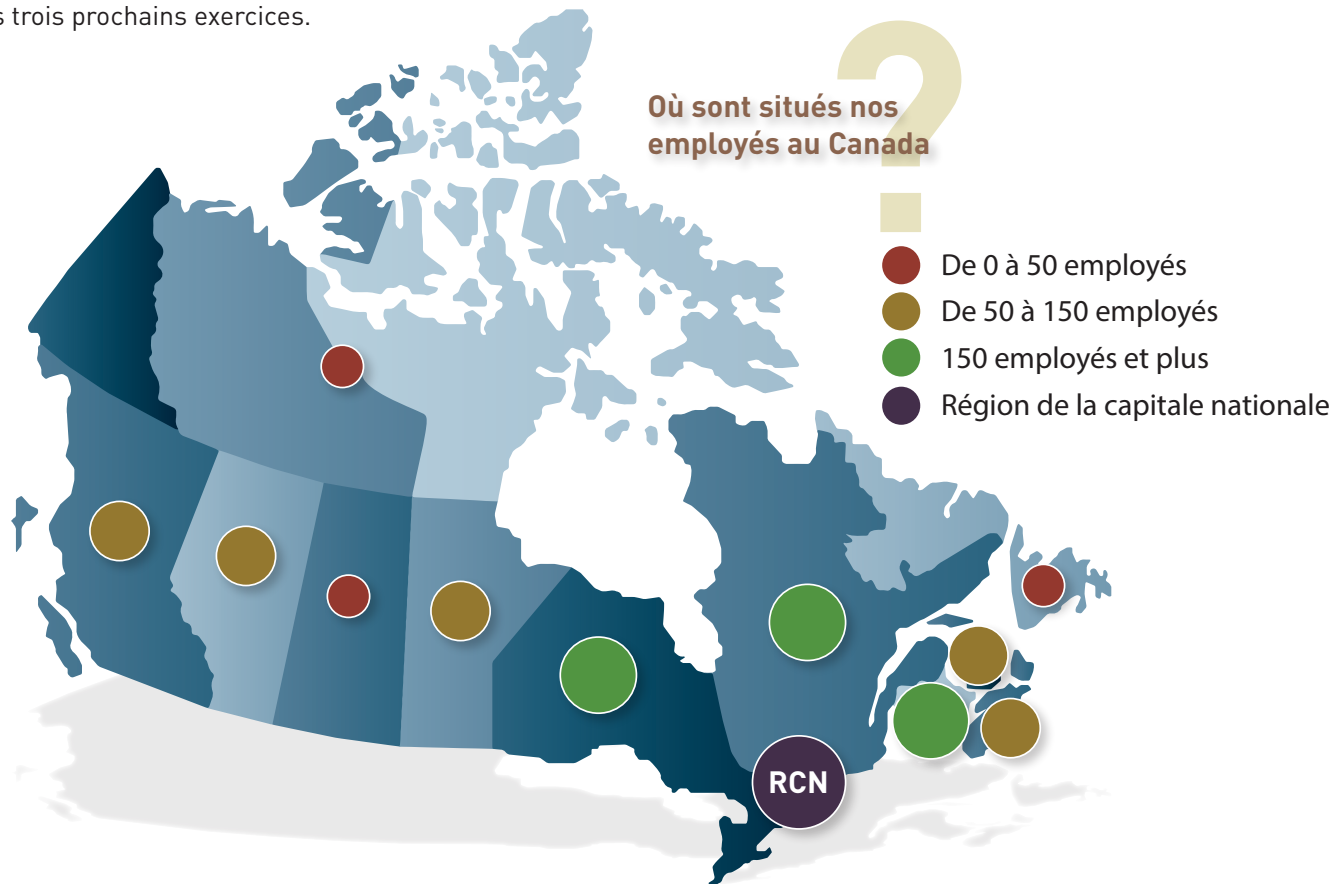 s trois prochains exercices.
Où sont situés nos
employés au Canada
?
De 0 à 50 employés
De 50 à 150 employés
150 employés et plus
Région de la capitale nationale
RCN